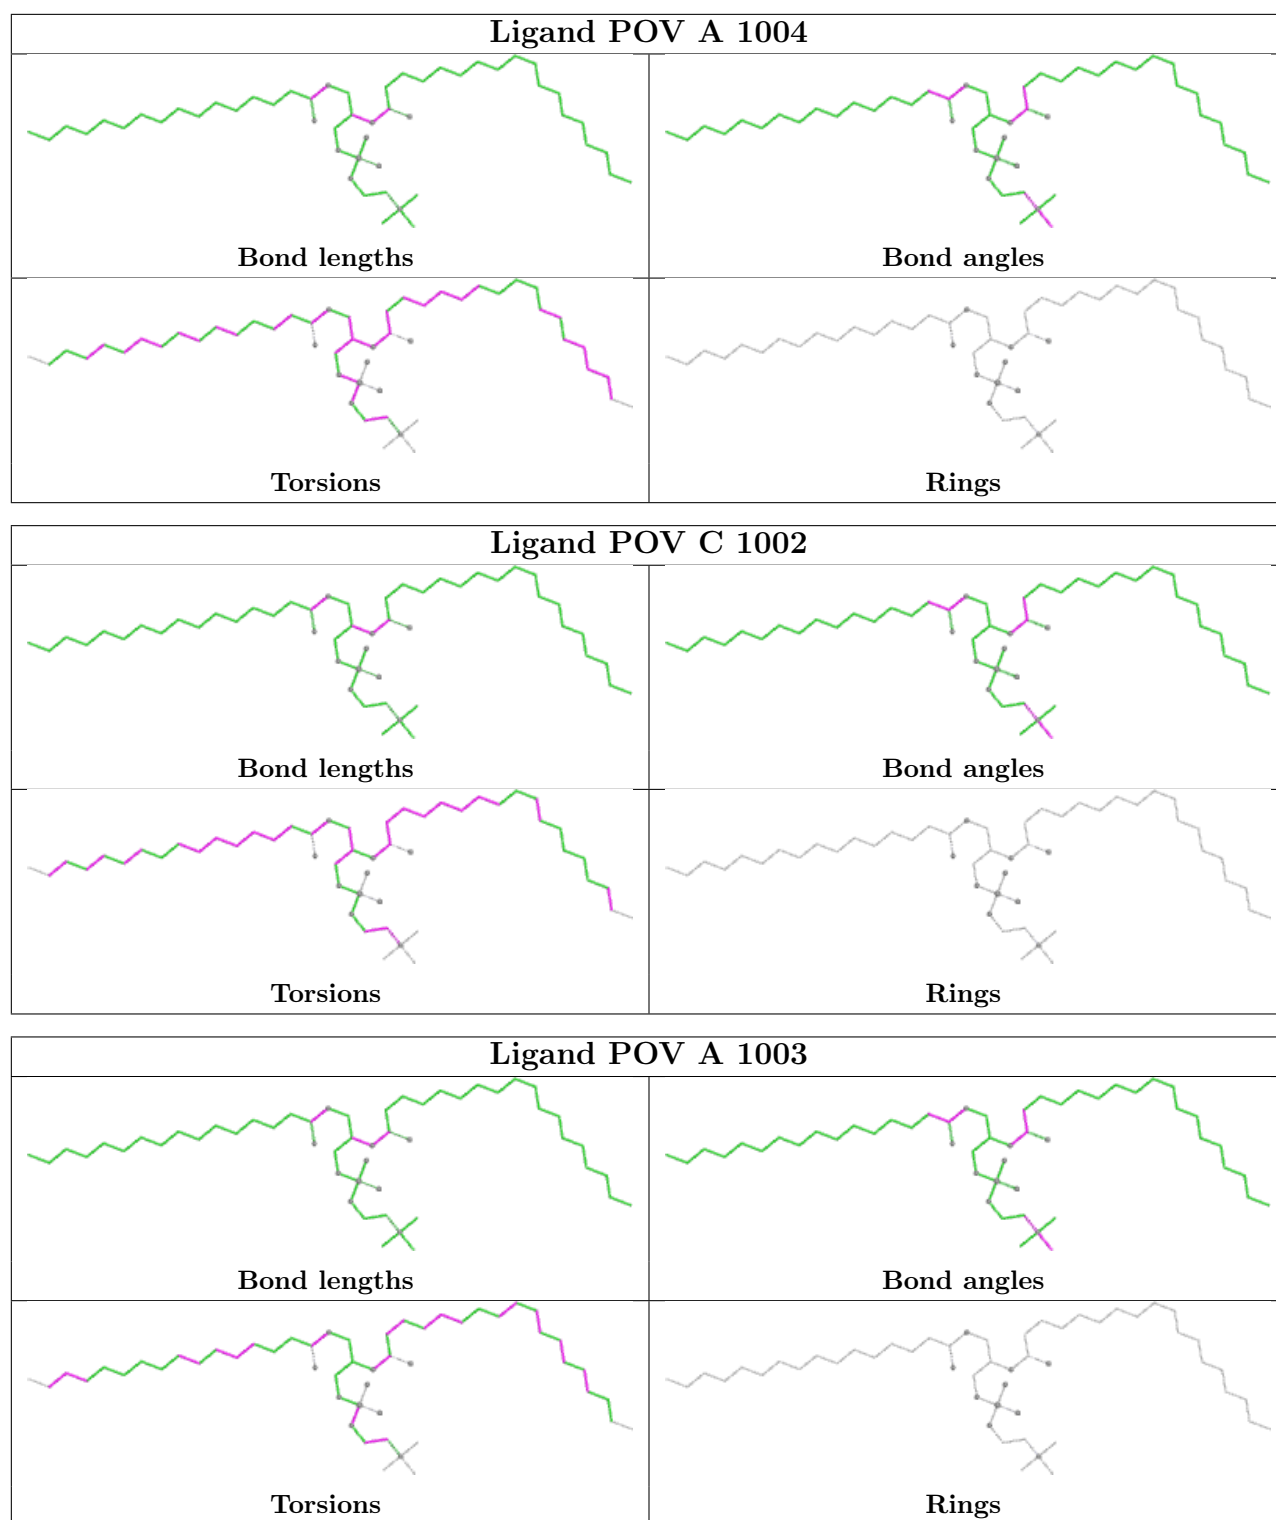 Ligand POV A 1004
Bond lengths
Bond angles
Torsions
Rings
Ligand POV C 1002
Bond lengths
Bond angles
Torsions
Rings
Ligand POV A 1003
Bond lengths
Bond angles
Torsions
Rings